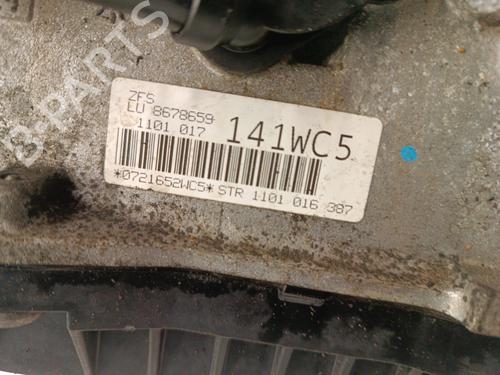 B-PARTS
ZFS
LU 8678659
1101 017
141WC5
*0721652WC5* STR 1101 016 387